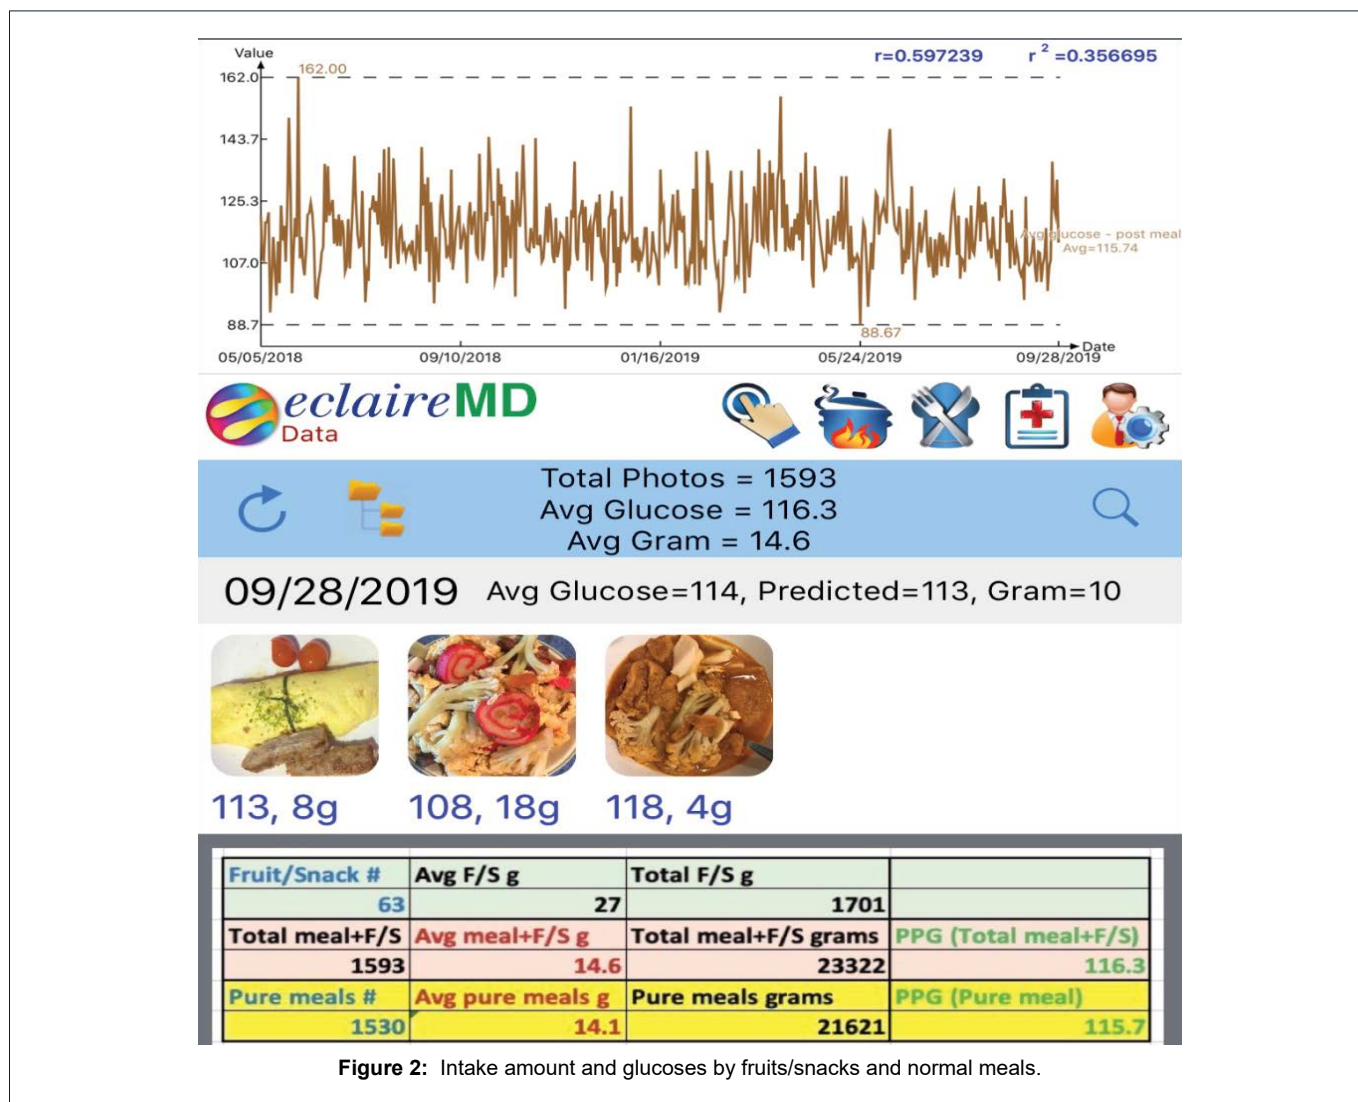 Value
r=0.597239 r 2 =0.356695
162.0
162.00
143.7
125.3
Avg glucose - post meal
Avg=115.74
107.0
88.7
88.67
Date
05/05/2018 09/10/2018 01/16/2019 05/24/2019 09/28/2019
eclaireMD
Data
Total Photos = 1593
Avg Glucose = 116.3
Avg Gram = 14.6
09/28/2019 Avg Glucose=114, Predicted=113, Gram=10
113, 8g 108, 18g 118, 4g
Fruit/Snack # Avg F/S g Total F/S g
63 27 1701
Total meal+F/S Avg meal+F/S g Total meal+F/S grams PPG (Total meal+F/S)
1593 14.6 23322 116.3
Pure meals # Avg pure meals g Pure meals grams PPG (Pure meal)
1530 14.1 21621 115.7
Figure 2: Intake amount and glucoses by fruits/snacks and normal meals.